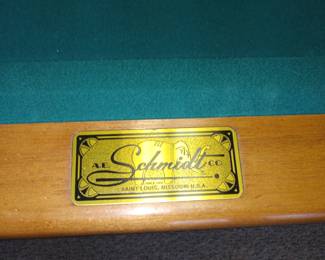 A.E. Schmidt CO.
SAINT LOUIS, MISSOURI U.S.A.